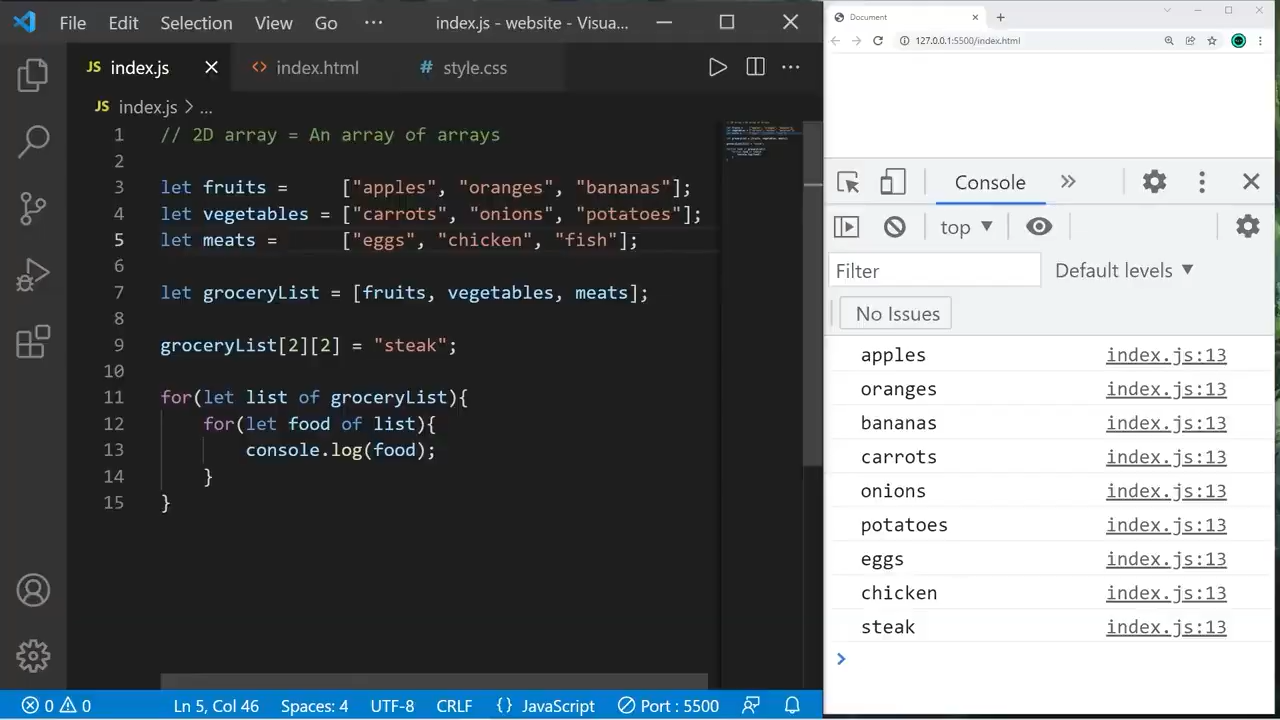 File Edit Selection View Go ··· index.js - website - Visua...
JS index.js <> index.html # style.css
JS index.js > ...
1 // 2D array = An array of arrays
2
3 let fruits =     ["apples", "oranges", "bananas"];
4 let vegetables = ["carrots", "onions", "potatoes"];
5 let meats =      ["eggs", "chicken", "fish"];
6
7 let groceryList = [fruits, vegetables, meats];
8
9 groceryList[2][2] = "steak";
10
11 for(let list of groceryList){
12     for(let food of list){
13         console.log(food);
14     }
15 }
0 0 Ln 5, Col 46 Spaces: 4 UTF-8 CRLF {} JavaScript Port : 5500
Document
127.0.0.1:5500/index.html
Console
top
Filter Default levels
No Issues
apples index.js:13
oranges index.js:13
bananas index.js:13
carrots index.js:13
onions index.js:13
potatoes index.js:13
eggs index.js:13
chicken index.js:13
steak index.js:13